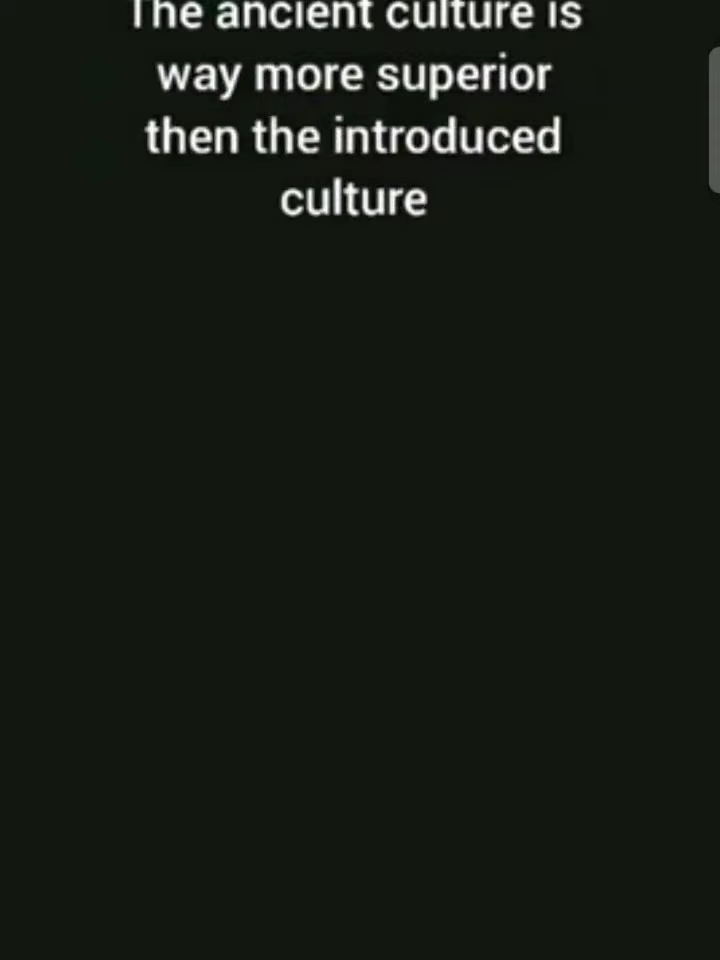 The ancient culture is
way more superior
then the introduced
culture